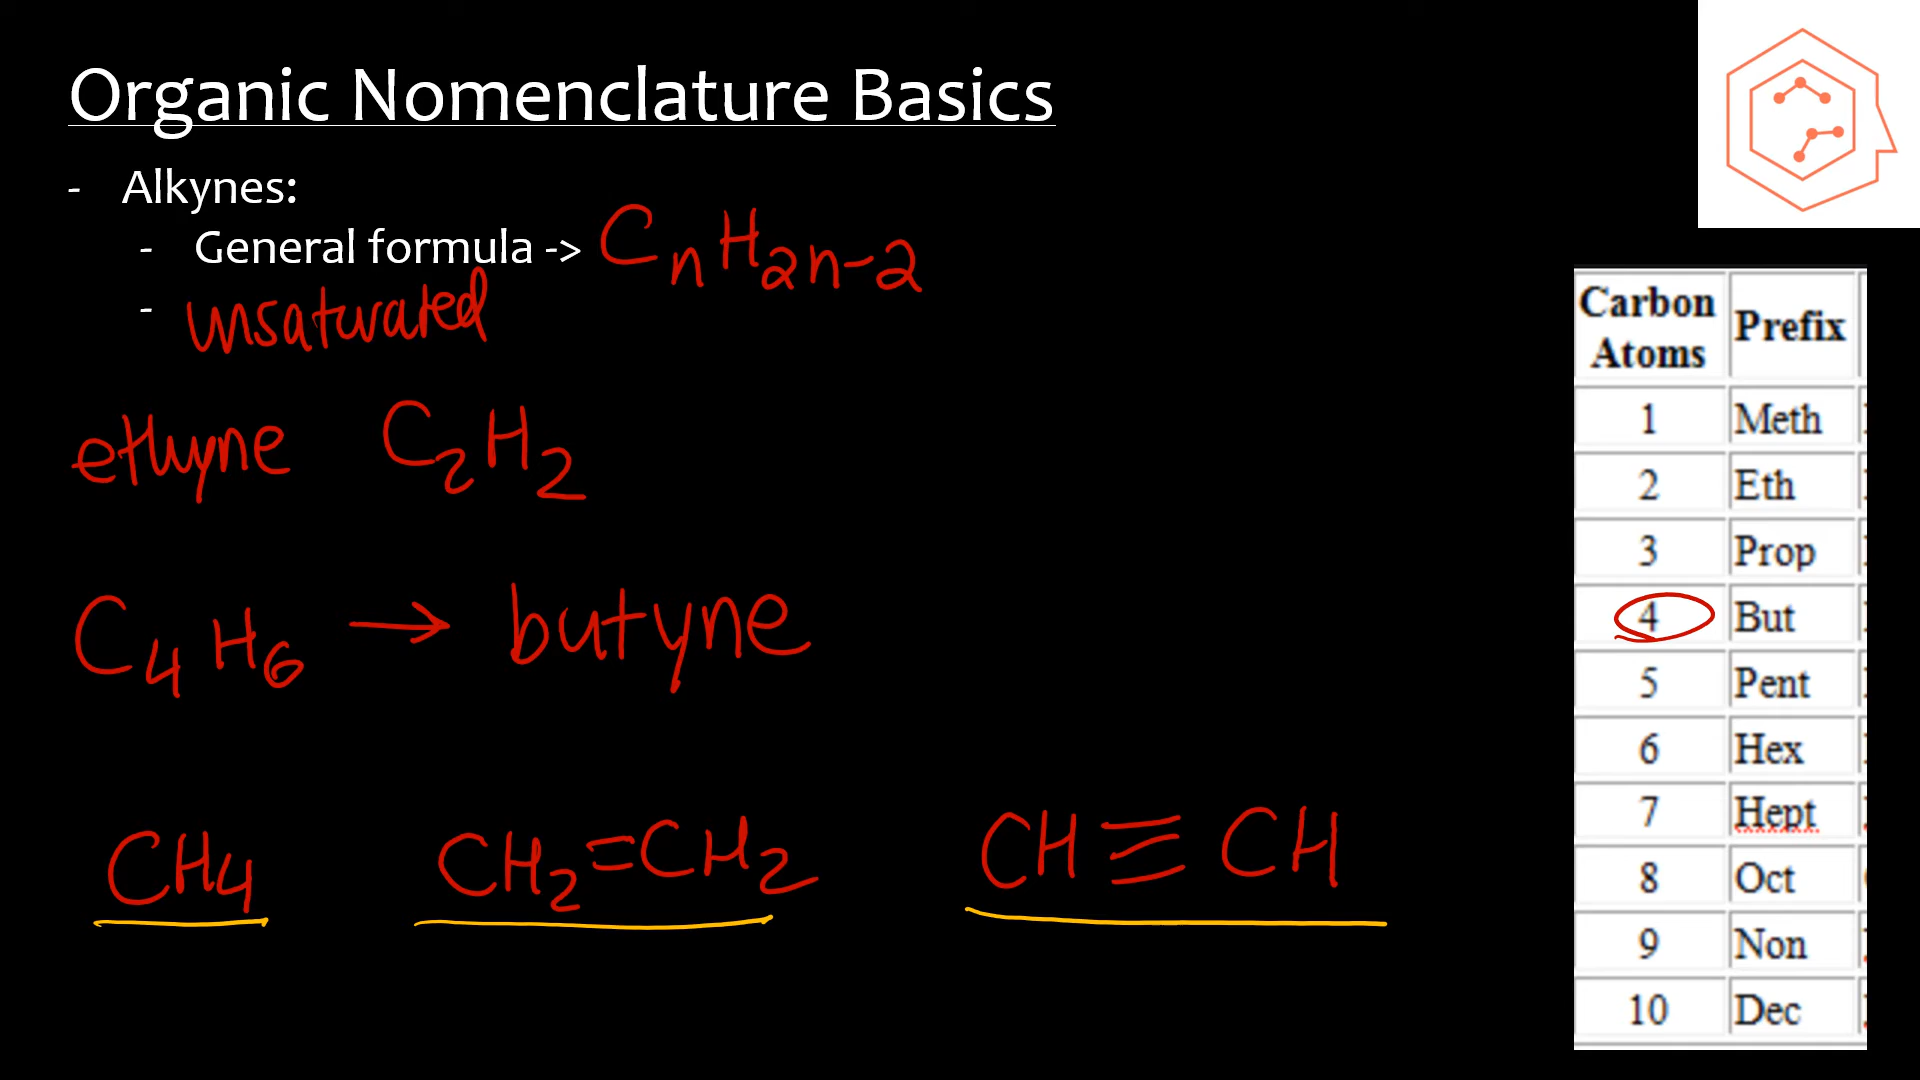 Organic Nomenclature Basics
- Alkynes:
- General formula -> CₙH₂ₙ₋₂
- unsaturated
ethyne C₂H₂
C₄H₆ → butyne
CH₄ CH₂=CH₂ CH≡CH
Carbon Atoms Prefix
1 Meth
2 Eth
3 Prop
4 But
5 Pent
6 Hex
7 Hept
8 Oct
9 Non
10 Dec